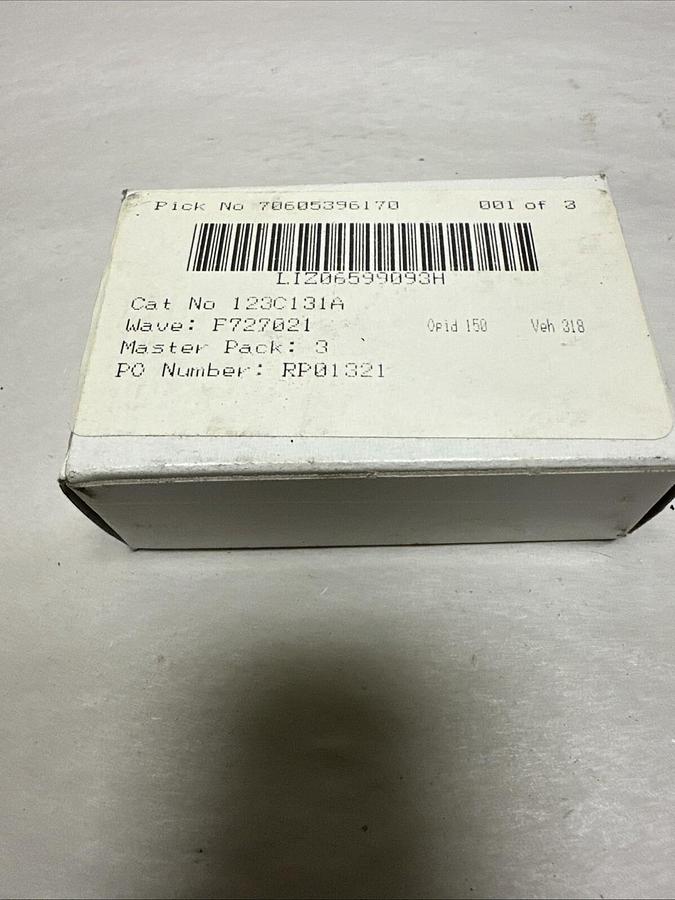 Pick No 70605396170 001 of 3
LIZ06599093H
Cat No 123C131A
Wave: F727021 Opid 150 Veh 318
Master Pack: 3
PO Number: RP01321